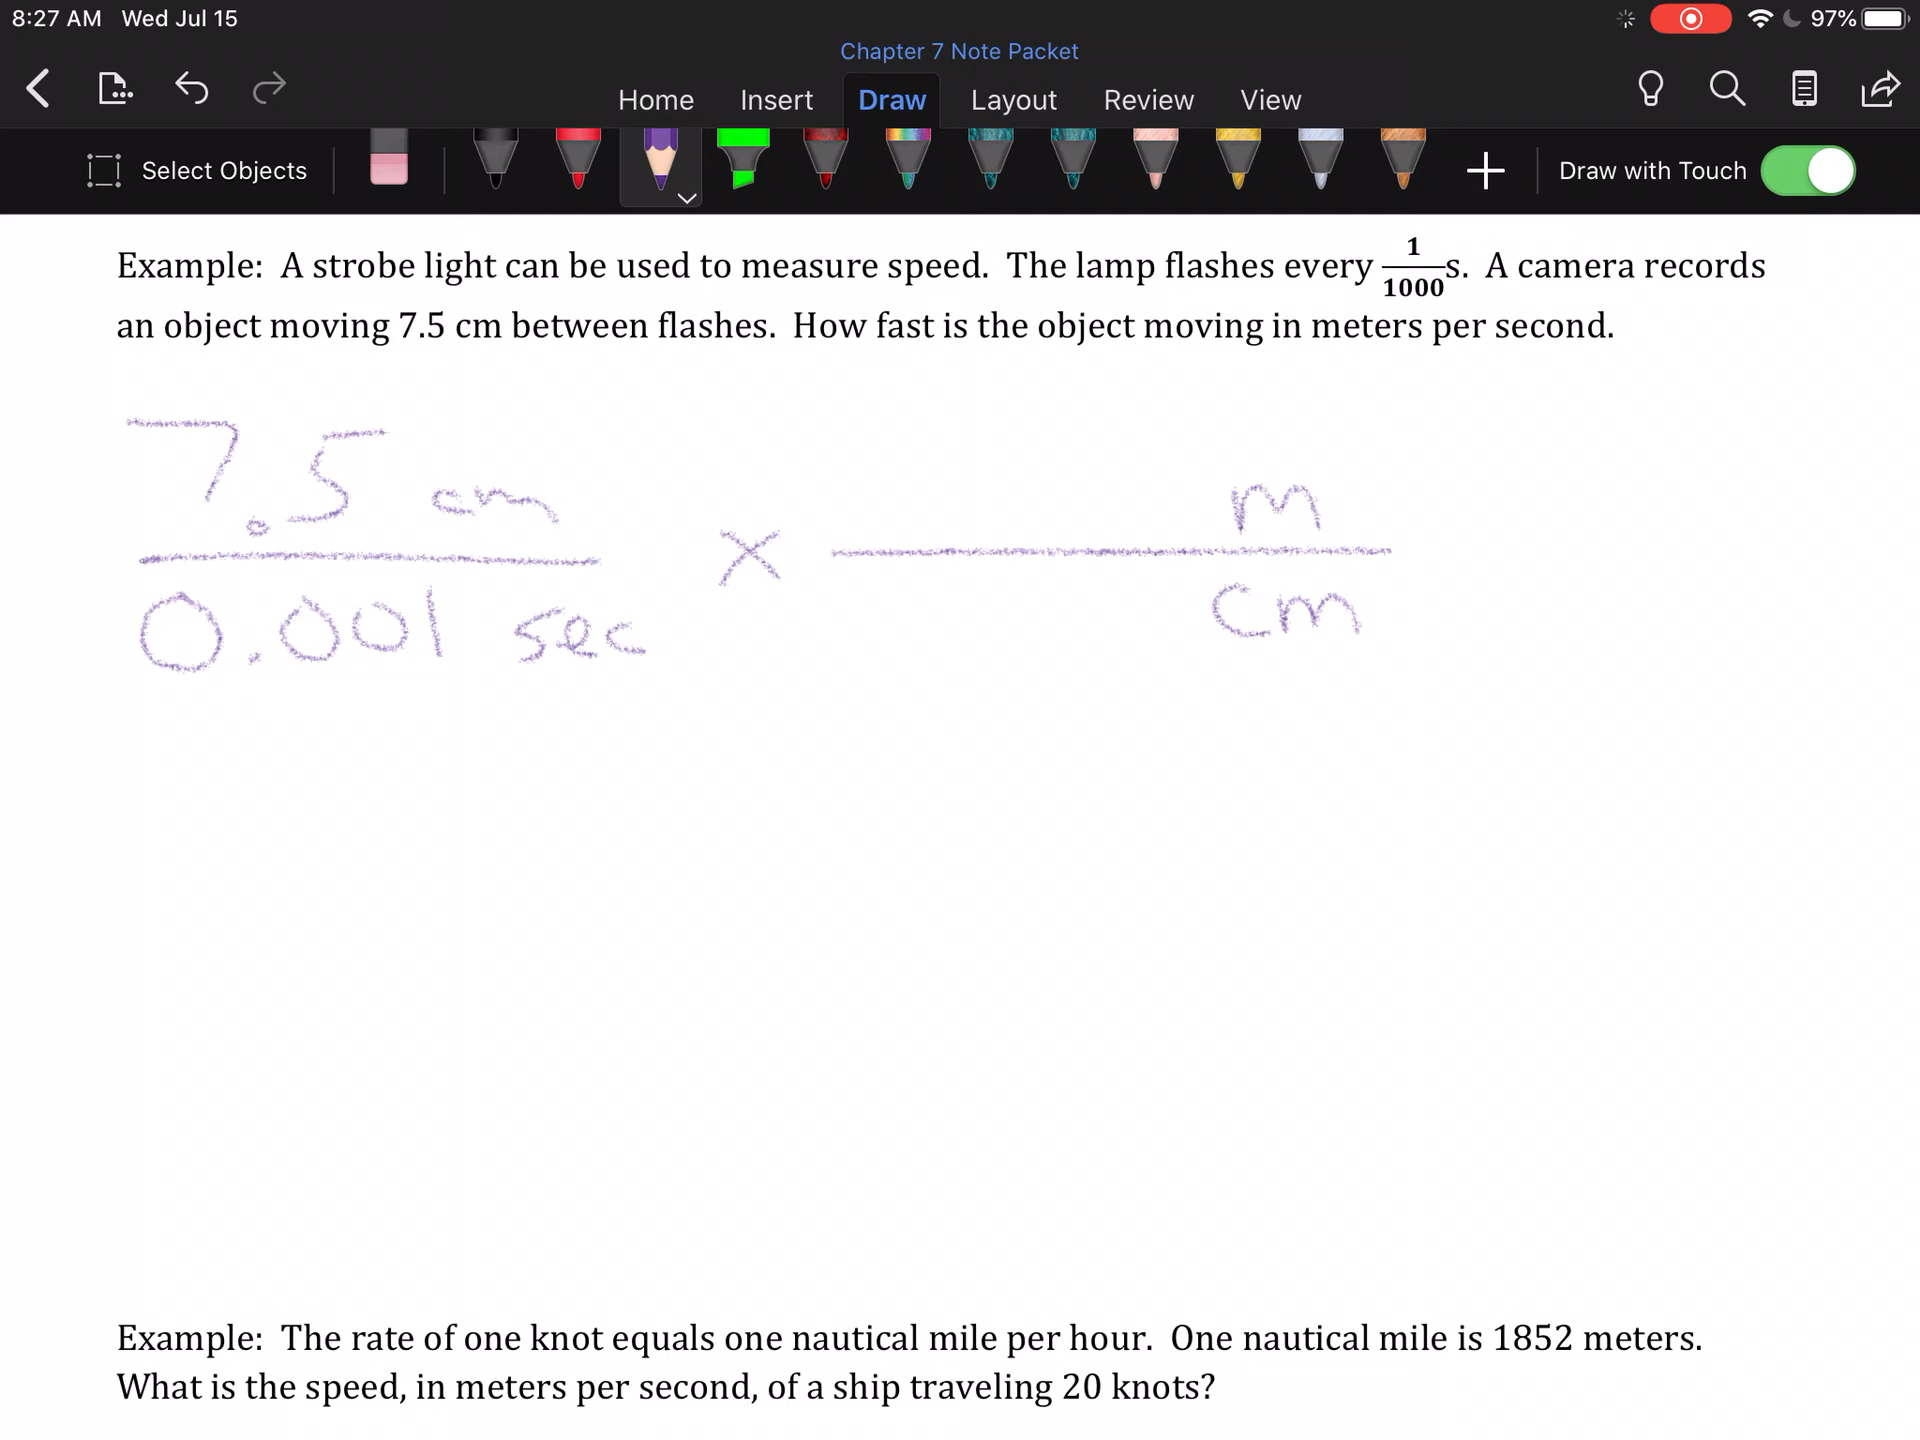 8:27 AM Wed Jul 15
97%
Chapter 7 Note Packet
Home Insert Draw Layout Review View
Select Objects
Draw with Touch
Example: A strobe light can be used to measure speed. The lamp flashes every 1/1000 s. A camera records
an object moving 7.5 cm between flashes. How fast is the object moving in meters per second.
7.5 cm / 0.001 sec × m / cm
Example: The rate of one knot equals one nautical mile per hour. One nautical mile is 1852 meters.
What is the speed, in meters per second, of a ship traveling 20 knots?